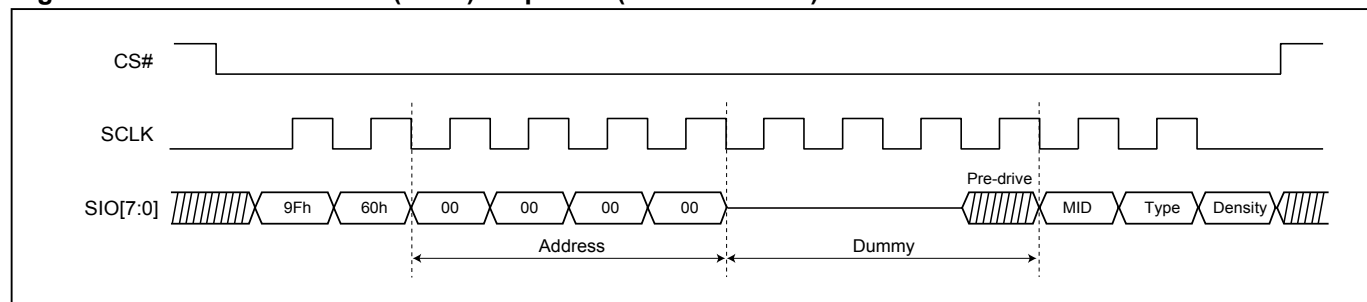 CS#
SCLK
Pre-drive
SIO[7:0] 9Fh 60h 00 00 00 00 MID Type Density
Address Dummy